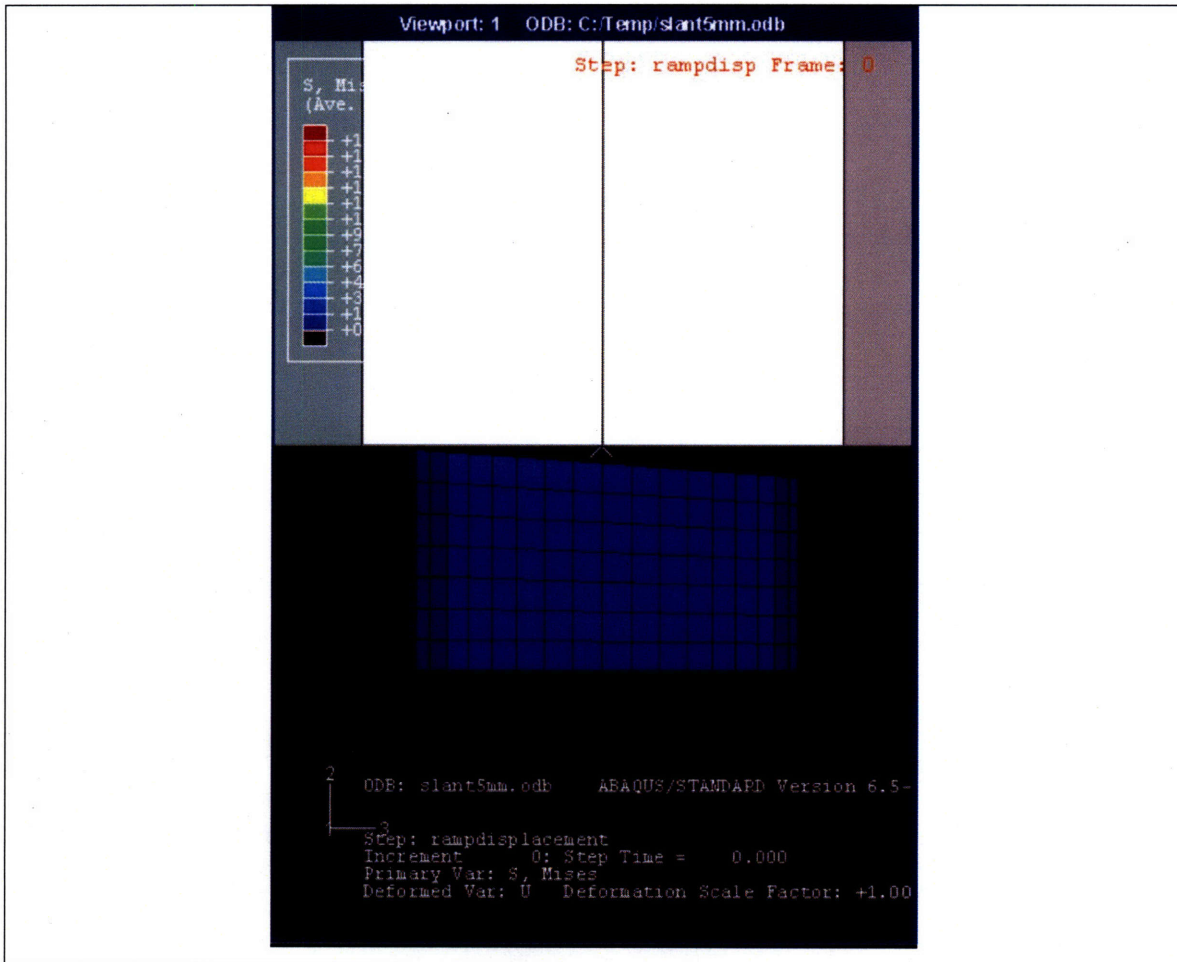 Viewport: 1 ODB: C:/Temp/slant5mm.odb
Step: rampdisp Frame: 0
S, Mis
(Ave.
+1
+1
+1
+1
+1
+1
+9
+7
+6
+4
+3
+1
+0
2
3
ODB: slant5mm.odb ABAQUS/STANDARD Version 6.5-
Step: rampdisplacement
Increment 0: Step Time = 0.000
Primary Var: S, Mises
Deformed Var: U Deformation Scale Factor: +1.00